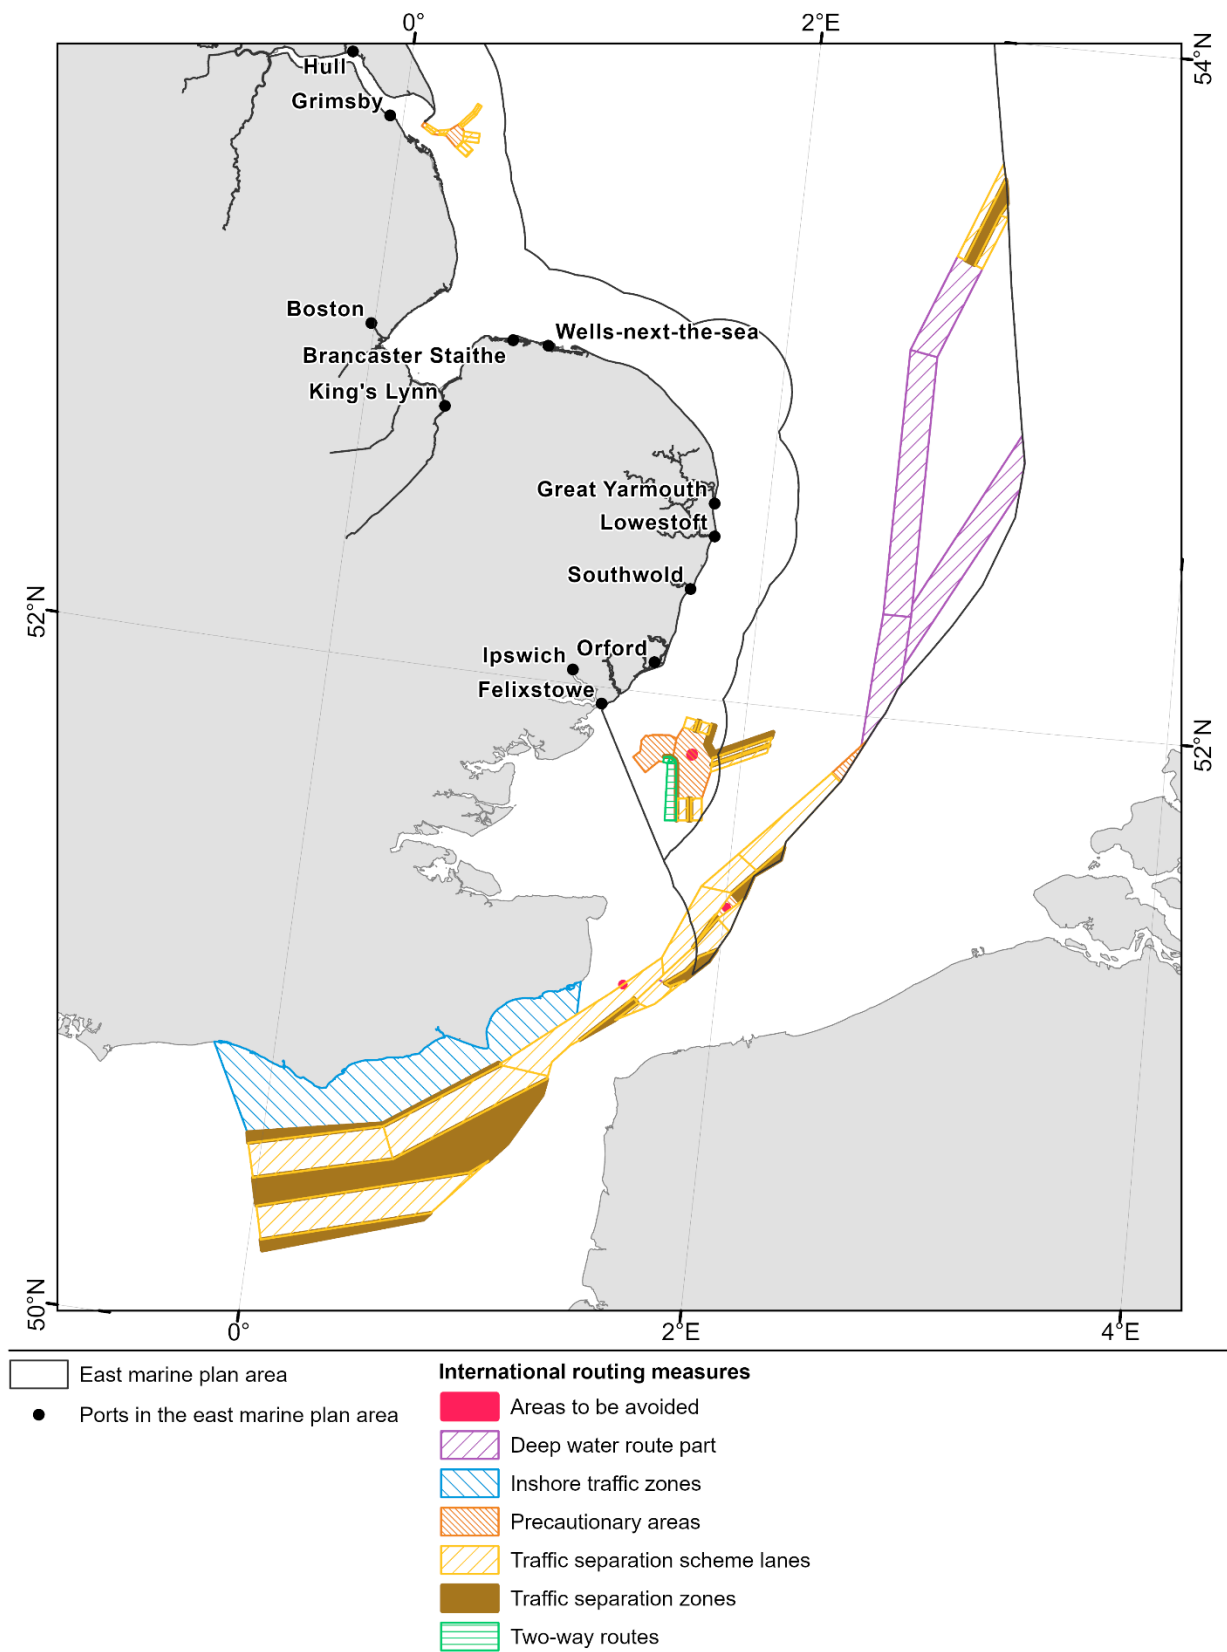 0°
2°E
54°N
Hull
Grimsby
Boston
Wells-next-the-sea
Brancaster Staithe
King's Lynn
Great Yarmouth
Lowestoft
Southwold
52°N
Orford
Ipswich
Felixstowe
52°N
50°N
0°
2°E
4°E
East marine plan area
Ports in the east marine plan area
International routing measures
Areas to be avoided
Deep water route part
Inshore traffic zones
Precautionary areas
Traffic separation scheme lanes
Traffic separation zones
Two-way routes